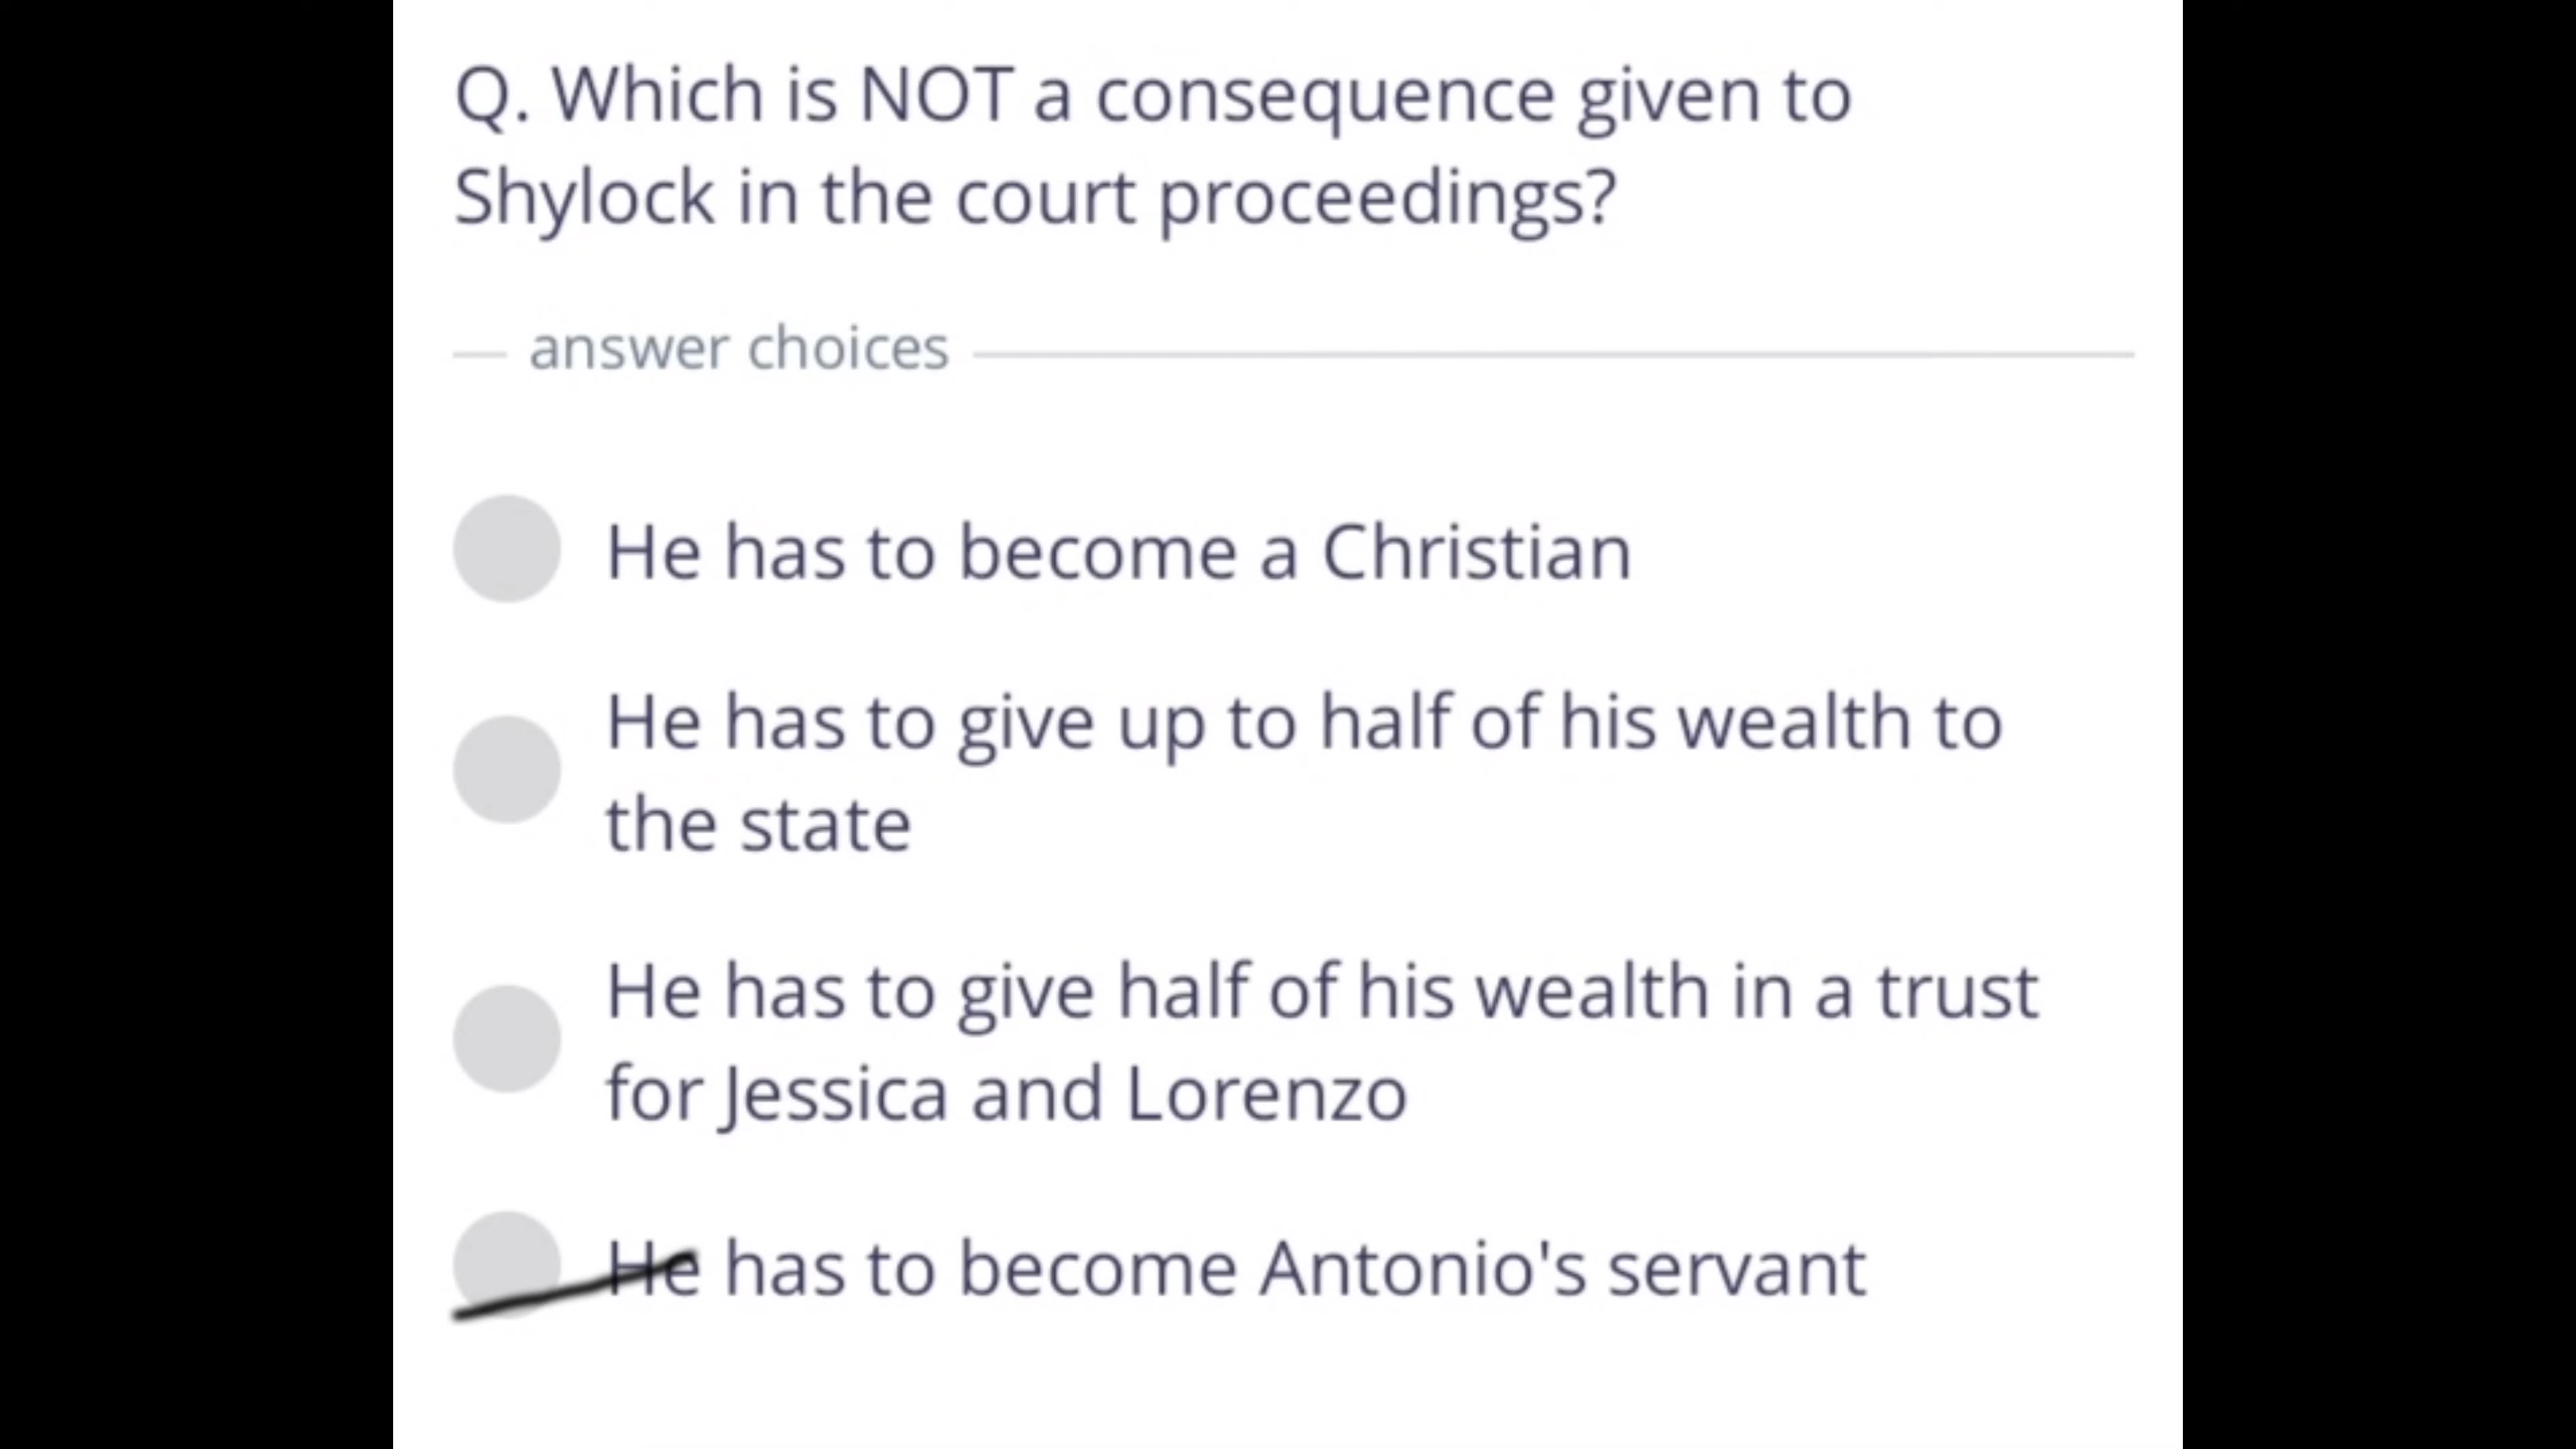 Q. Which is NOT a consequence given to
Shylock in the court proceedings?
answer choices
He has to become a Christian
He has to give up to half of his wealth to
the state
He has to give half of his wealth in a trust
for Jessica and Lorenzo
He has to become Antonio's servant